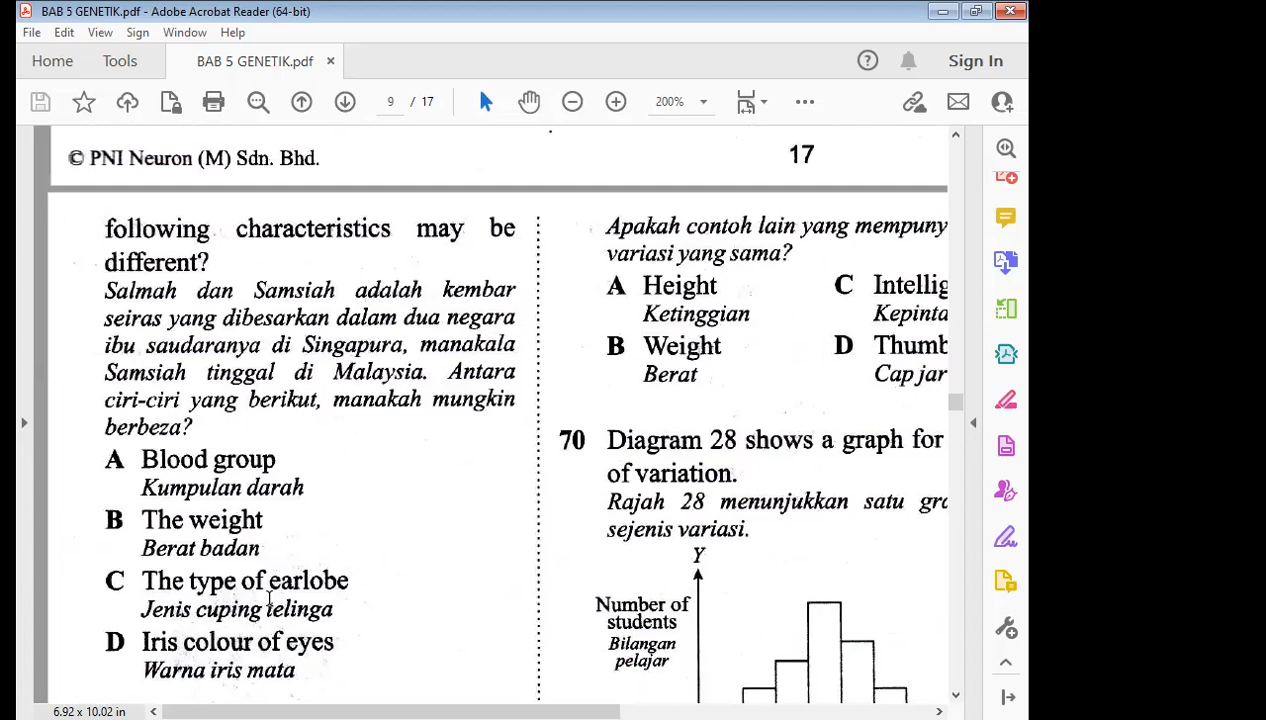 BAB 5 GENETIK.pdf - Adobe Acrobat Reader (64-bit)
File Edit View Sign Window Help
Home Tools BAB 5 GENETIK.pdf × Sign In
9 / 17 200%
© PNI Neuron (M) Sdn. Bhd. 17
following characteristics may be
different?
Salmah dan Samsiah adalah kembar
seiras yang dibesarkan dalam dua negara
ibu saudaranya di Singapura, manakala
Samsiah tinggal di Malaysia. Antara
ciri-ciri yang berikut, manakah mungkin
berbeza?
A Blood group
Kumpulan darah
B The weight
Berat badan
C The type of earlobe
Jenis cuping telinga
D Iris colour of eyes
Warna iris mata
Apakah contoh lain yang mempuny
variasi yang sama?
A Height C Intellig
Ketinggian Kepinta
B Weight D Thumb
Berat Cap jar
70 Diagram 28 shows a graph for
of variation.
Rajah 28 menunjukkan satu gra
sejenis variasi.
Y
Number of
students
Bilangan
pelajar
6.92 x 10.02 in